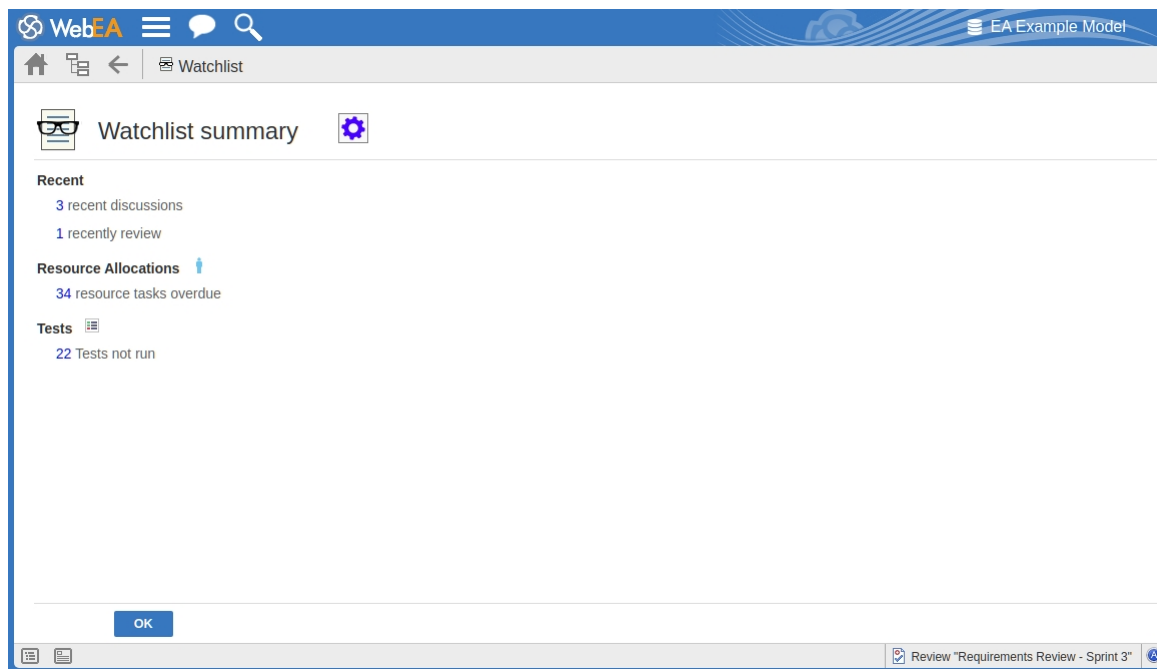 WebEA
EA Example Model
Watchlist
Watchlist summary
Recent
3 recent discussions
1 recently review
Resource Allocations
34 resource tasks overdue
Tests
22 Tests not run
OK
Review "Requirements Review - Sprint 3"
A